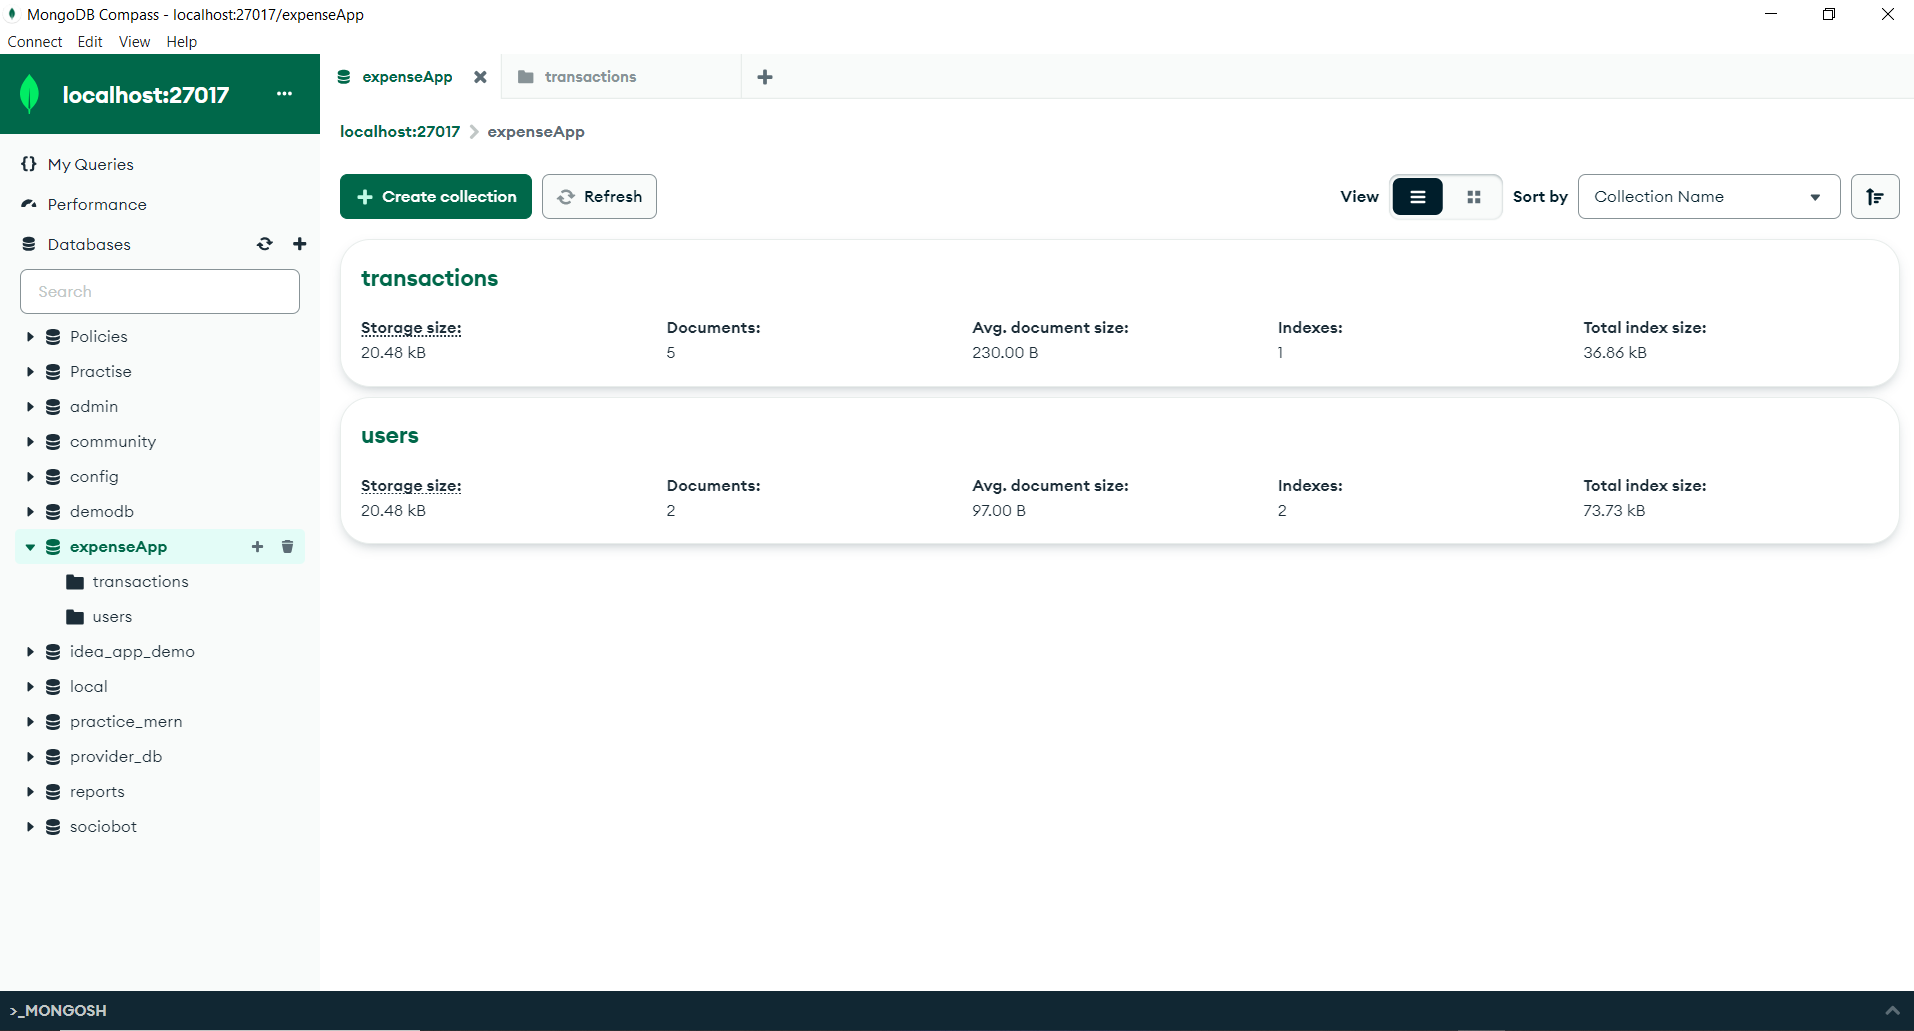 MongoDB Compass - localhost:27017/expenseApp
Connect Edit View Help
localhost:27017 ...
expenseApp
transactions
localhost:27017 > expenseApp
{} My Queries
Performance
Databases
Search
Policies
Practise
admin
community
config
demodb
expenseApp
transactions
users
idea_app_demo
local
practice_mern
provider_db
reports
sociobot
+ Create collection
Refresh
View
Sort by
Collection Name
transactions
Storage size: Documents: Avg. document size: Indexes: Total index size:
20.48 kB 5 230.00 B 1 36.86 kB
users
Storage size: Documents: Avg. document size: Indexes: Total index size:
20.48 kB 2 97.00 B 2 73.73 kB
>_MONGOSH